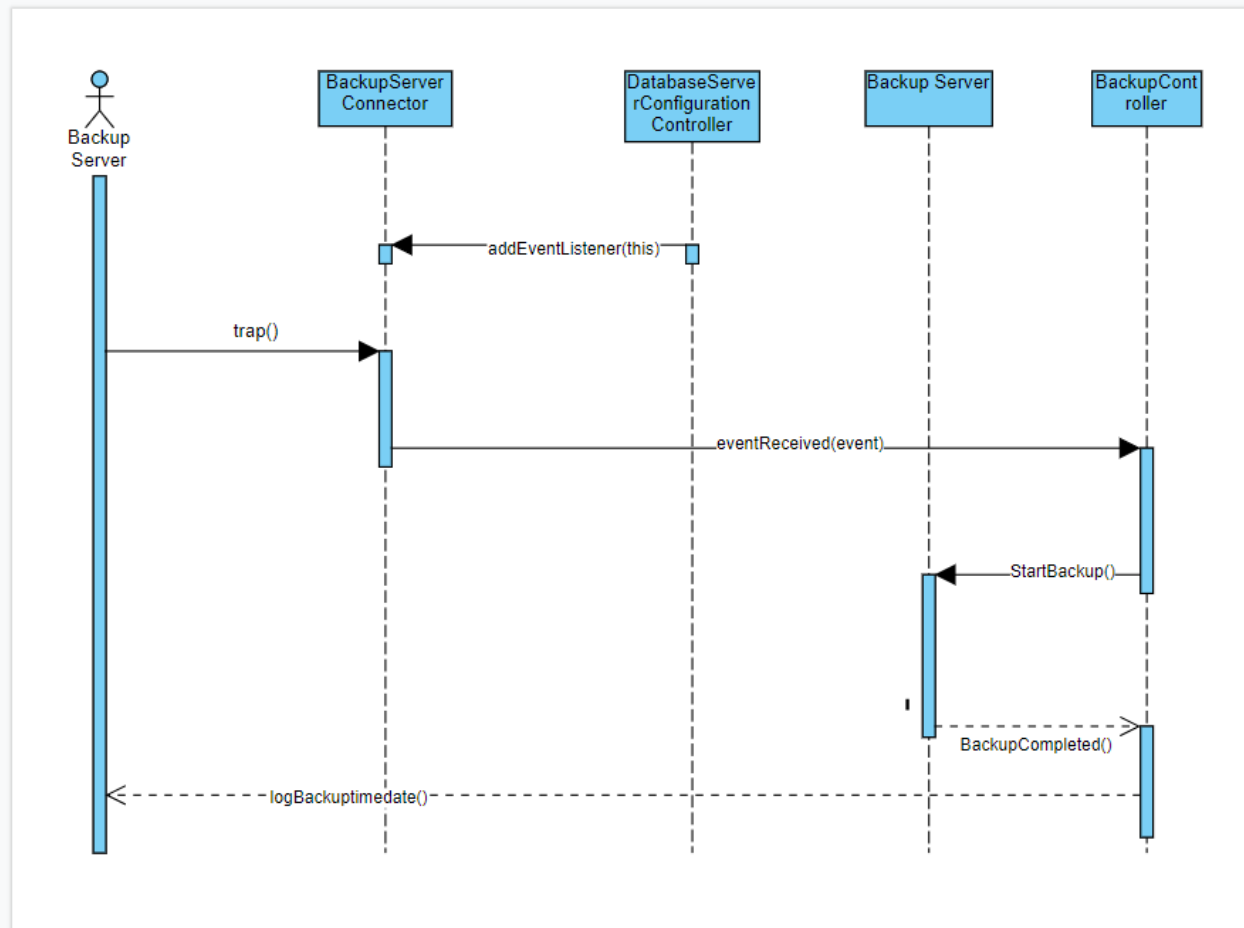 Backup
Server
BackupServer
Connector
DatabaseServe
rConfiguration
Controller
Backup Server
BackupCont
roller
addEventListener(this)
trap()
eventReceived(event)
StartBackup()
BackupCompleted()
logBackuptimedate()